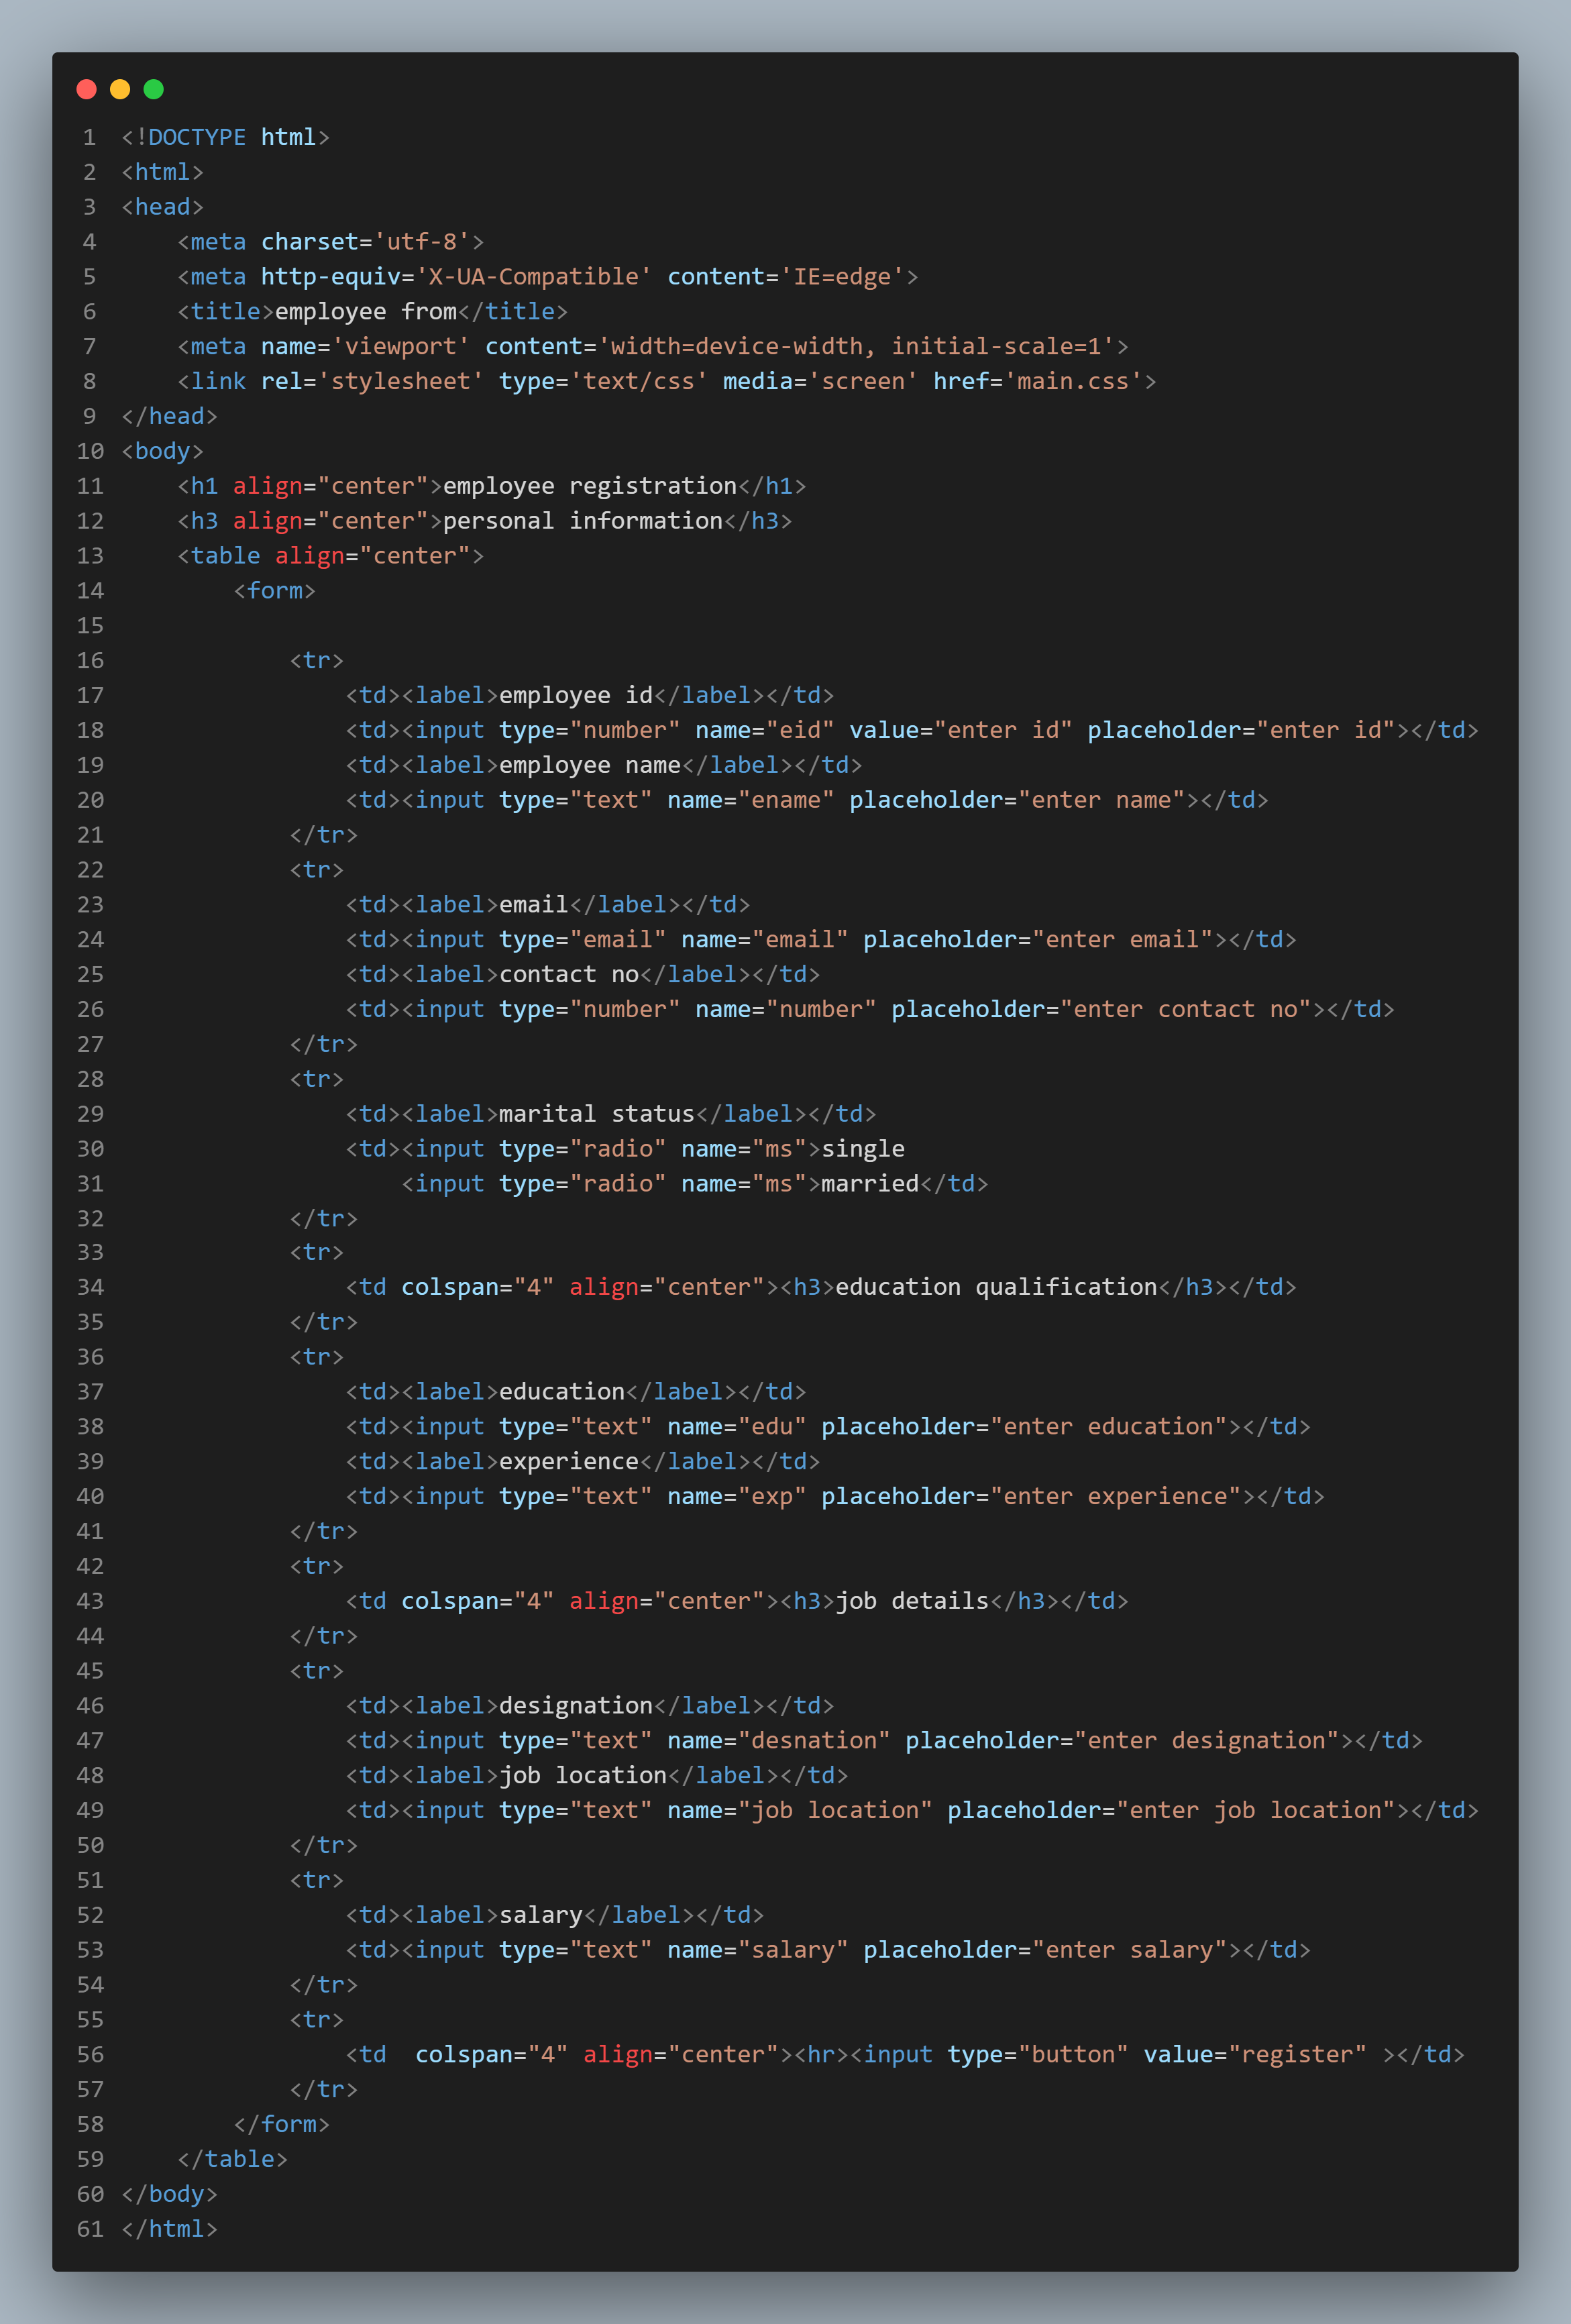 1 <!DOCTYPE html>
2 <html>
3 <head>
4     <meta charset='utf-8'>
5     <meta http-equiv='X-UA-Compatible' content='IE=edge'>
6     <title>employee from</title>
7     <meta name='viewport' content='width=device-width, initial-scale=1'>
8     <link rel='stylesheet' type='text/css' media='screen' href='main.css'>
9 </head>
10 <body>
11     <h1 align="center">employee registration</h1>
12     <h3 align="center">personal information</h3>
13     <table align="center">
14         <form>
15
16             <tr>
17                 <td><label>employee id</label></td>
18                 <td><input type="number" name="eid" value="enter id" placeholder="enter id"></td>
19                 <td><label>employee name</label></td>
20                 <td><input type="text" name="ename" placeholder="enter name"></td>
21             </tr>
22             <tr>
23                 <td><label>email</label></td>
24                 <td><input type="email" name="email" placeholder="enter email"></td>
25                 <td><label>contact no</label></td>
26                 <td><input type="number" name="number" placeholder="enter contact no"></td>
27             </tr>
28             <tr>
29                 <td><label>marital status</label></td>
30                 <td><input type="radio" name="ms">single
31                     <input type="radio" name="ms">married</td>
32             </tr>
33             <tr>
34                 <td colspan="4" align="center"><h3>education qualification</h3></td>
35             </tr>
36             <tr>
37                 <td><label>education</label></td>
38                 <td><input type="text" name="edu" placeholder="enter education"></td>
39                 <td><label>experience</label></td>
40                 <td><input type="text" name="exp" placeholder="enter experience"></td>
41             </tr>
42             <tr>
43                 <td colspan="4" align="center"><h3>job details</h3></td>
44             </tr>
45             <tr>
46                 <td><label>designation</label></td>
47                 <td><input type="text" name="desnation" placeholder="enter designation"></td>
48                 <td><label>job location</label></td>
49                 <td><input type="text" name="job location" placeholder="enter job location"></td>
50             </tr>
51             <tr>
52                 <td><label>salary</label></td>
53                 <td><input type="text" name="salary" placeholder="enter salary"></td>
54             </tr>
55             <tr>
56                 <td  colspan="4" align="center"><hr><input type="button" value="register" ></td>
57             </tr>
58         </form>
59     </table>
60 </body>
61 </html>